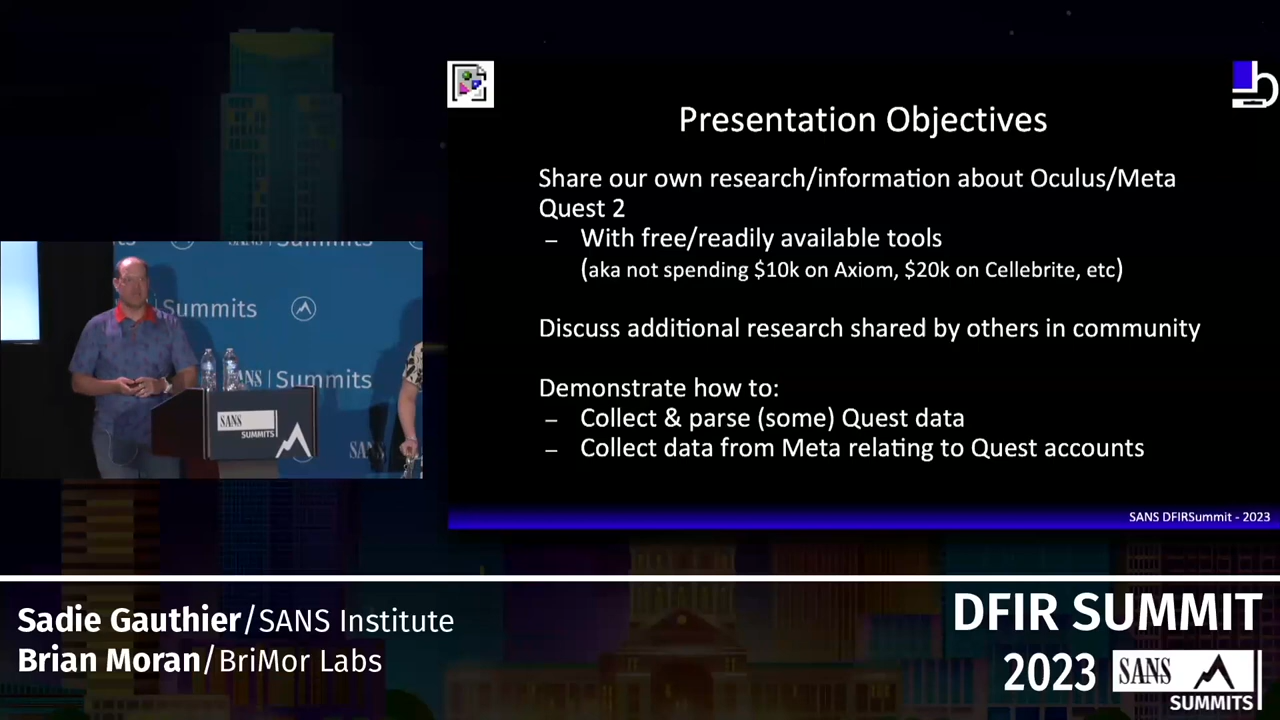 Presentation Objectives
Share our own research/information about Oculus/Meta
Quest 2
– With free/readily available tools
(aka not spending $10k on Axiom, $20k on Cellebrite, etc)
Discuss additional research shared by others in community
Demonstrate how to:
– Collect & parse (some) Quest data
– Collect data from Meta relating to Quest accounts
SANS DFIRSummit - 2023
Summits
Summits
SANS | Summits
SANS
SUMMITS
SANS
Sadie Gauthier/SANS Institute
Brian Moran/BriMor Labs
DFIR SUMMIT
2023 SANS
SUMMITS